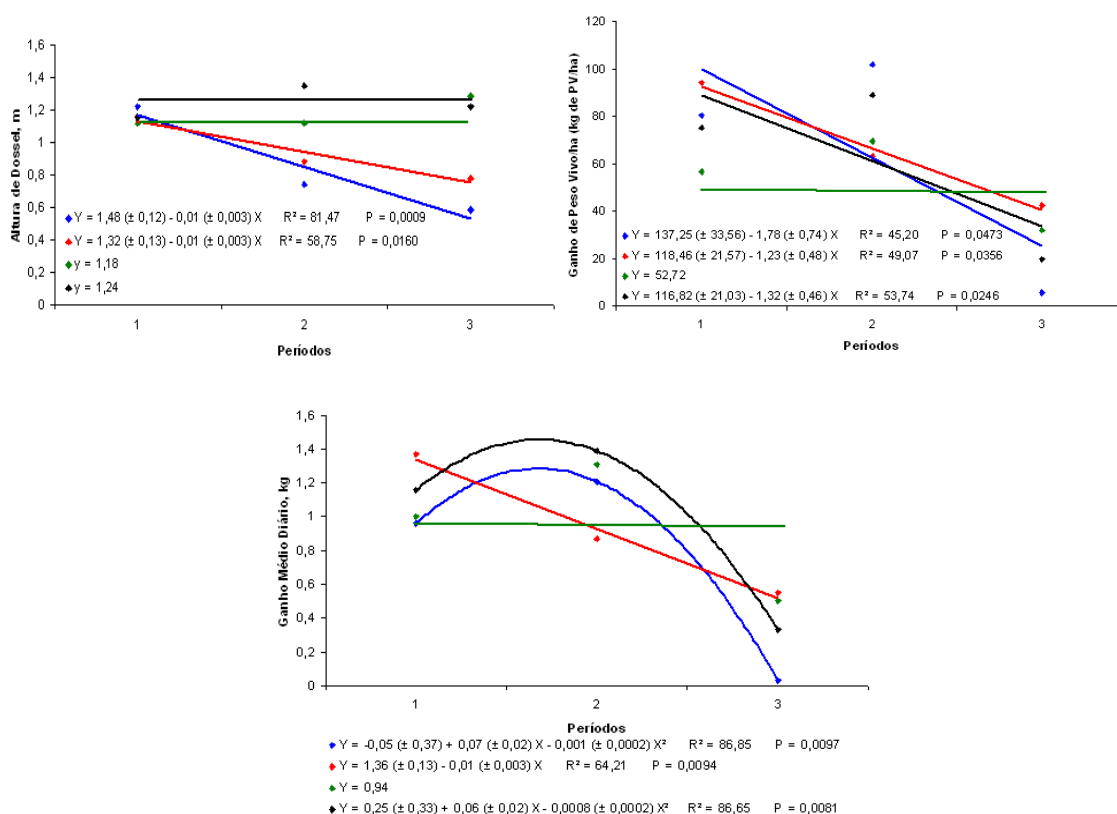 Altura de Dossel, m
1,6
1,4
1,2
1
0,8
0,6
0,4
0,2
0
Y = 1,48 (± 0,12) - 0,01 (± 0,003) X R² = 81,47 P = 0,0009
Y = 1,32 (± 0,13) - 0,01 (± 0,003) X R² = 58,75 P = 0,0160
y = 1,18
y = 1,24
1 2 3
Períodos
Ganho de Peso Vivo/ha (kg de PV/ha)
120
100
80
60
40
20
0
Y = 137,25 (± 33,56) - 1,78 (± 0,74) X R² = 45,20 P = 0,0473
Y = 118,46 (± 21,57) - 1,23 (± 0,48) X R² = 49,07 P = 0,0356
Y = 52,72
Y = 116,82 (± 21,03) - 1,32 (± 0,46) X R² = 53,74 P = 0,0246
1 2 3
Períodos
Ganho Médio Diário, kg
1,6
1,4
1,2
1
0,8
0,6
0,4
0,2
0
1 2 3
Períodos
Y = -0,05 (± 0,37) + 0,07 (± 0,02) X - 0,001 (± 0,0002) X² R² = 86,85 P = 0,0097
Y = 1,36 (± 0,13) - 0,01 (± 0,003) X R² = 64,21 P = 0,0094
Y = 0,94
Y = 0,25 (± 0,33) + 0,06 (± 0,02) X - 0,0008 (± 0,0002) X² R² = 86,65 P = 0,0081